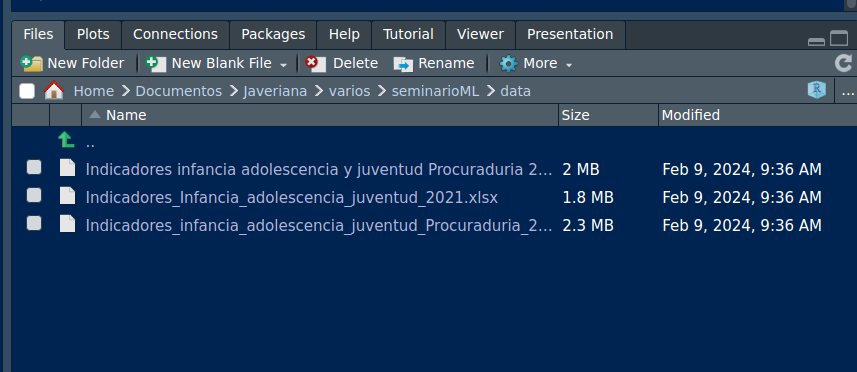 Files Plots Connections Packages Help Tutorial Viewer Presentation
New Folder New Blank File Delete Rename More
Home Documentos Javeriana varios seminarioML data R ...
Name Size Modified
..
Indicadores infancia adolescencia y juventud Procuraduria 2... 2 MB Feb 9, 2024, 9:36 AM
Indicadores_Infancia_adolescencia_juventud_2021.xlsx 1.8 MB Feb 9, 2024, 9:36 AM
Indicadores_infancia_adolescencia_juventud_Procuraduria_2... 2.3 MB Feb 9, 2024, 9:36 AM